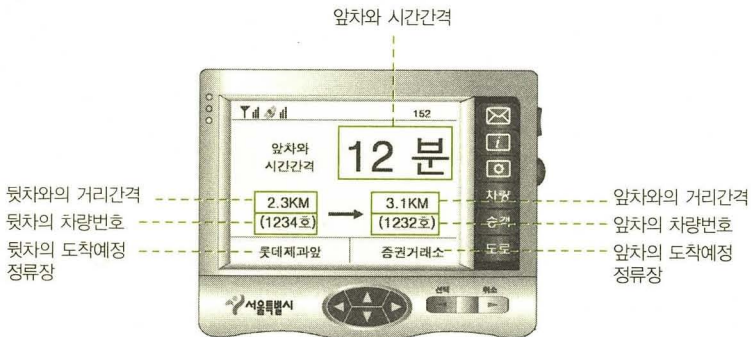 앞차와 시간간격
152
앞차와
시간간격
12 분
뒷차와의 거리간격
뒷차의 차량번호
뒷차의 도착예정
정류장
2.3KM
(1234호)
롯데제과앞
3.1KM
(1232호)
증권거래소
차량
승객
도로
앞차와의 거리간격
앞차의 차량번호
앞차의 도착예정
정류장
서울특별시
선택
취소